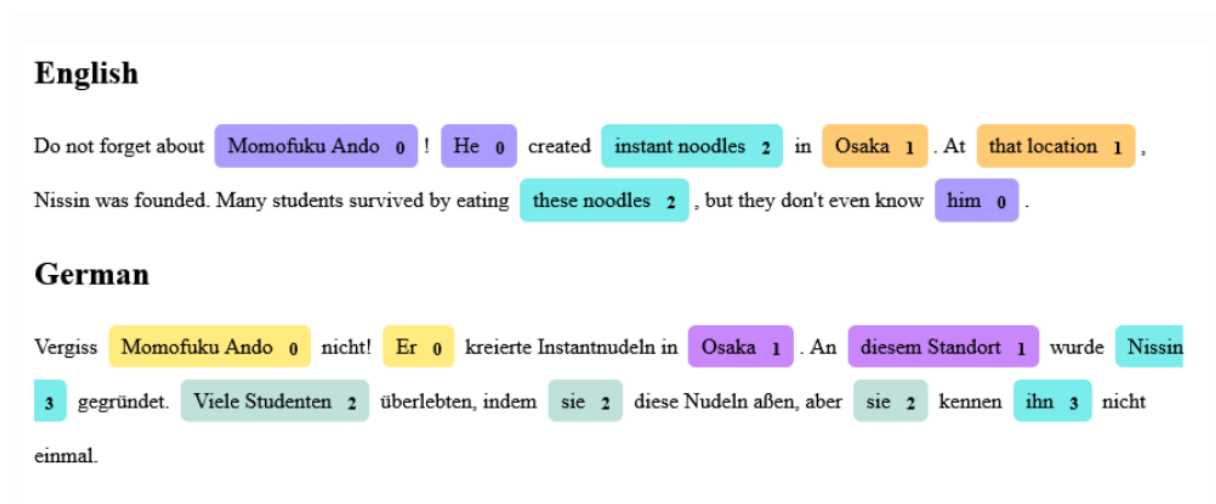 English
Do not forget about Momofuku Ando 0 ! He 0 created instant noodles 2 in Osaka 1 . At that location 1 ,
Nissin was founded. Many students survived by eating these noodles 2 , but they don't even know him 0 .
German
Vergiss Momofuku Ando 0 nicht! Er 0 kreierte Instantnudeln in Osaka 1 . An diesem Standort 1 wurde Nissin
3 gegründet. Viele Studenten 2 überlebten, indem sie 2 diese Nudeln aßen, aber sie 2 kennen ihn 3 nicht
einmal.